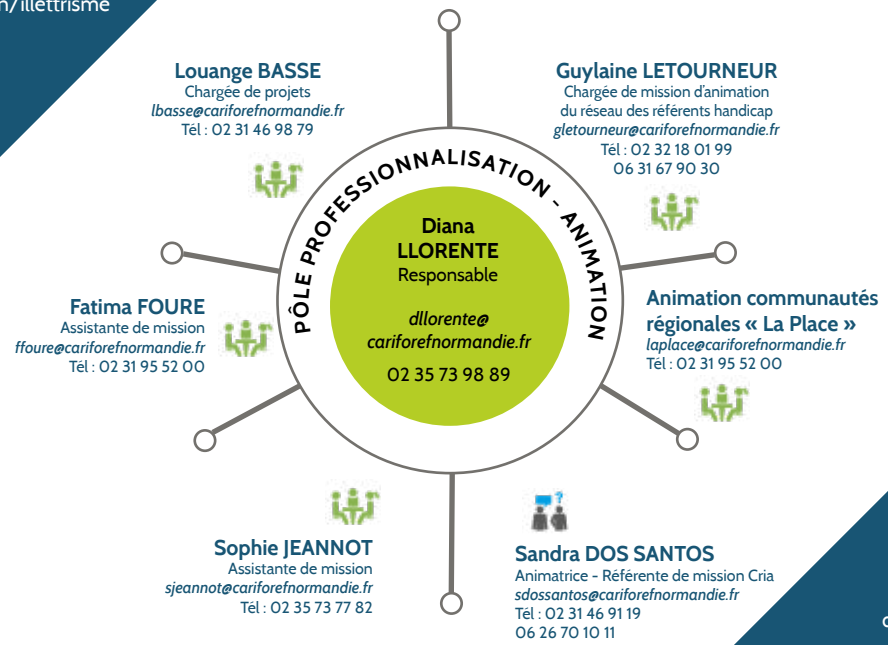 n/illettrisme
Louange BASSE
Chargée de projets
lbasse@cariforefnormandie.fr
Tél : 02 31 46 98 79
Guylaine LETOURNEUR
Chargée de mission d'animation
du réseau des référents handicap
gletourneur@cariforefnormandie.fr
Tél : 02 32 18 01 99
06 31 67 90 30
PÔLE PROFESSIONNALISATION - ANIMATION
Diana
LLORENTE
Responsable
dllorente@
cariforefnormandie.fr
02 35 73 98 89
Fatima FOURE
Assistante de mission
ffoure@cariforefnormandie.fr
Tél : 02 31 95 52 00
Animation communautés
régionales « La Place »
laplace@cariforefnormandie.fr
Tél : 02 31 95 52 00
Sophie JEANNOT
Assistante de mission
sjeannot@cariforefnormandie.fr
Tél : 02 35 73 77 82
?
Sandra DOS SANTOS
Animatrice - Référente de mission Cria
sdossantos@cariforefnormandie.fr
Tél : 02 31 46 91 19
06 26 70 10 11